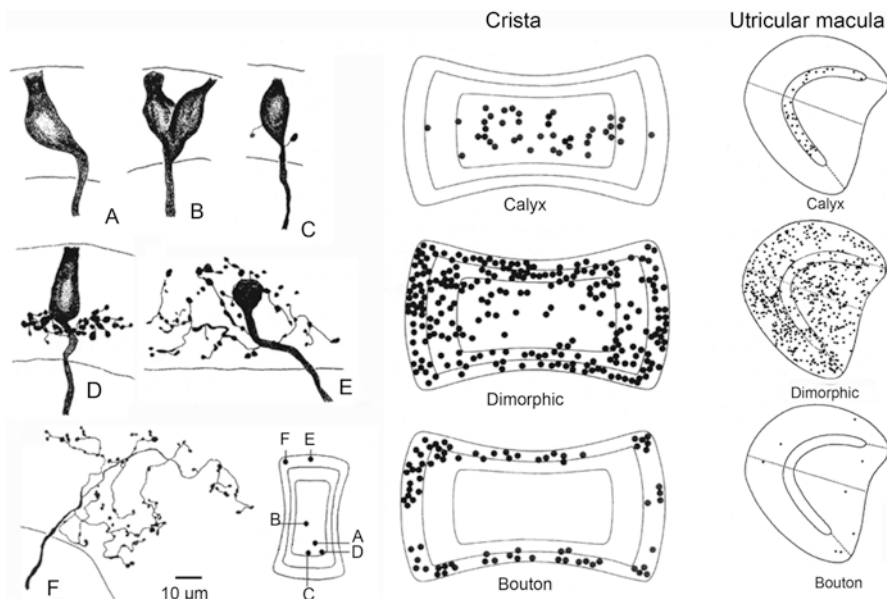 Crista
Utricular macula
A
B
C
Calyx
Calyx
D
E
Dimorphic
Dimorphic
F
10 µm
F
E
B
A
D
C
Bouton
Bouton